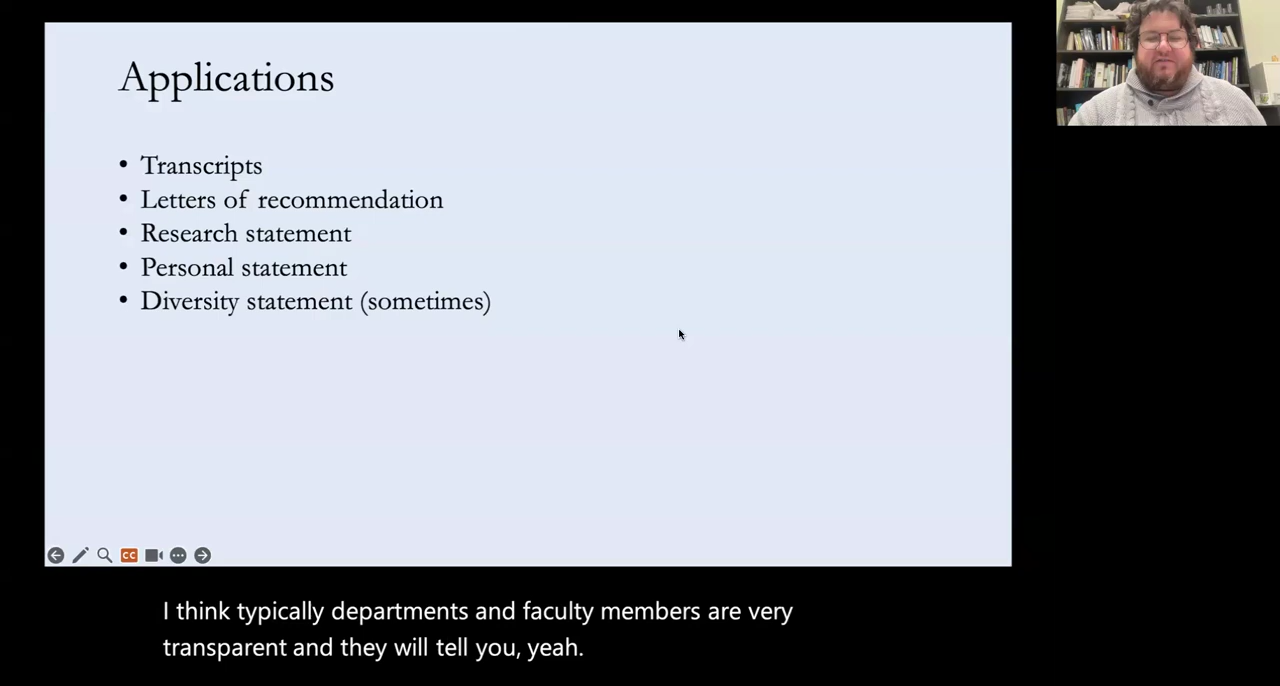 Applications
• Transcripts
• Letters of recommendation
• Research statement
• Personal statement
• Diversity statement (sometimes)
CC
I think typically departments and faculty members are very
transparent and they will tell you, yeah.